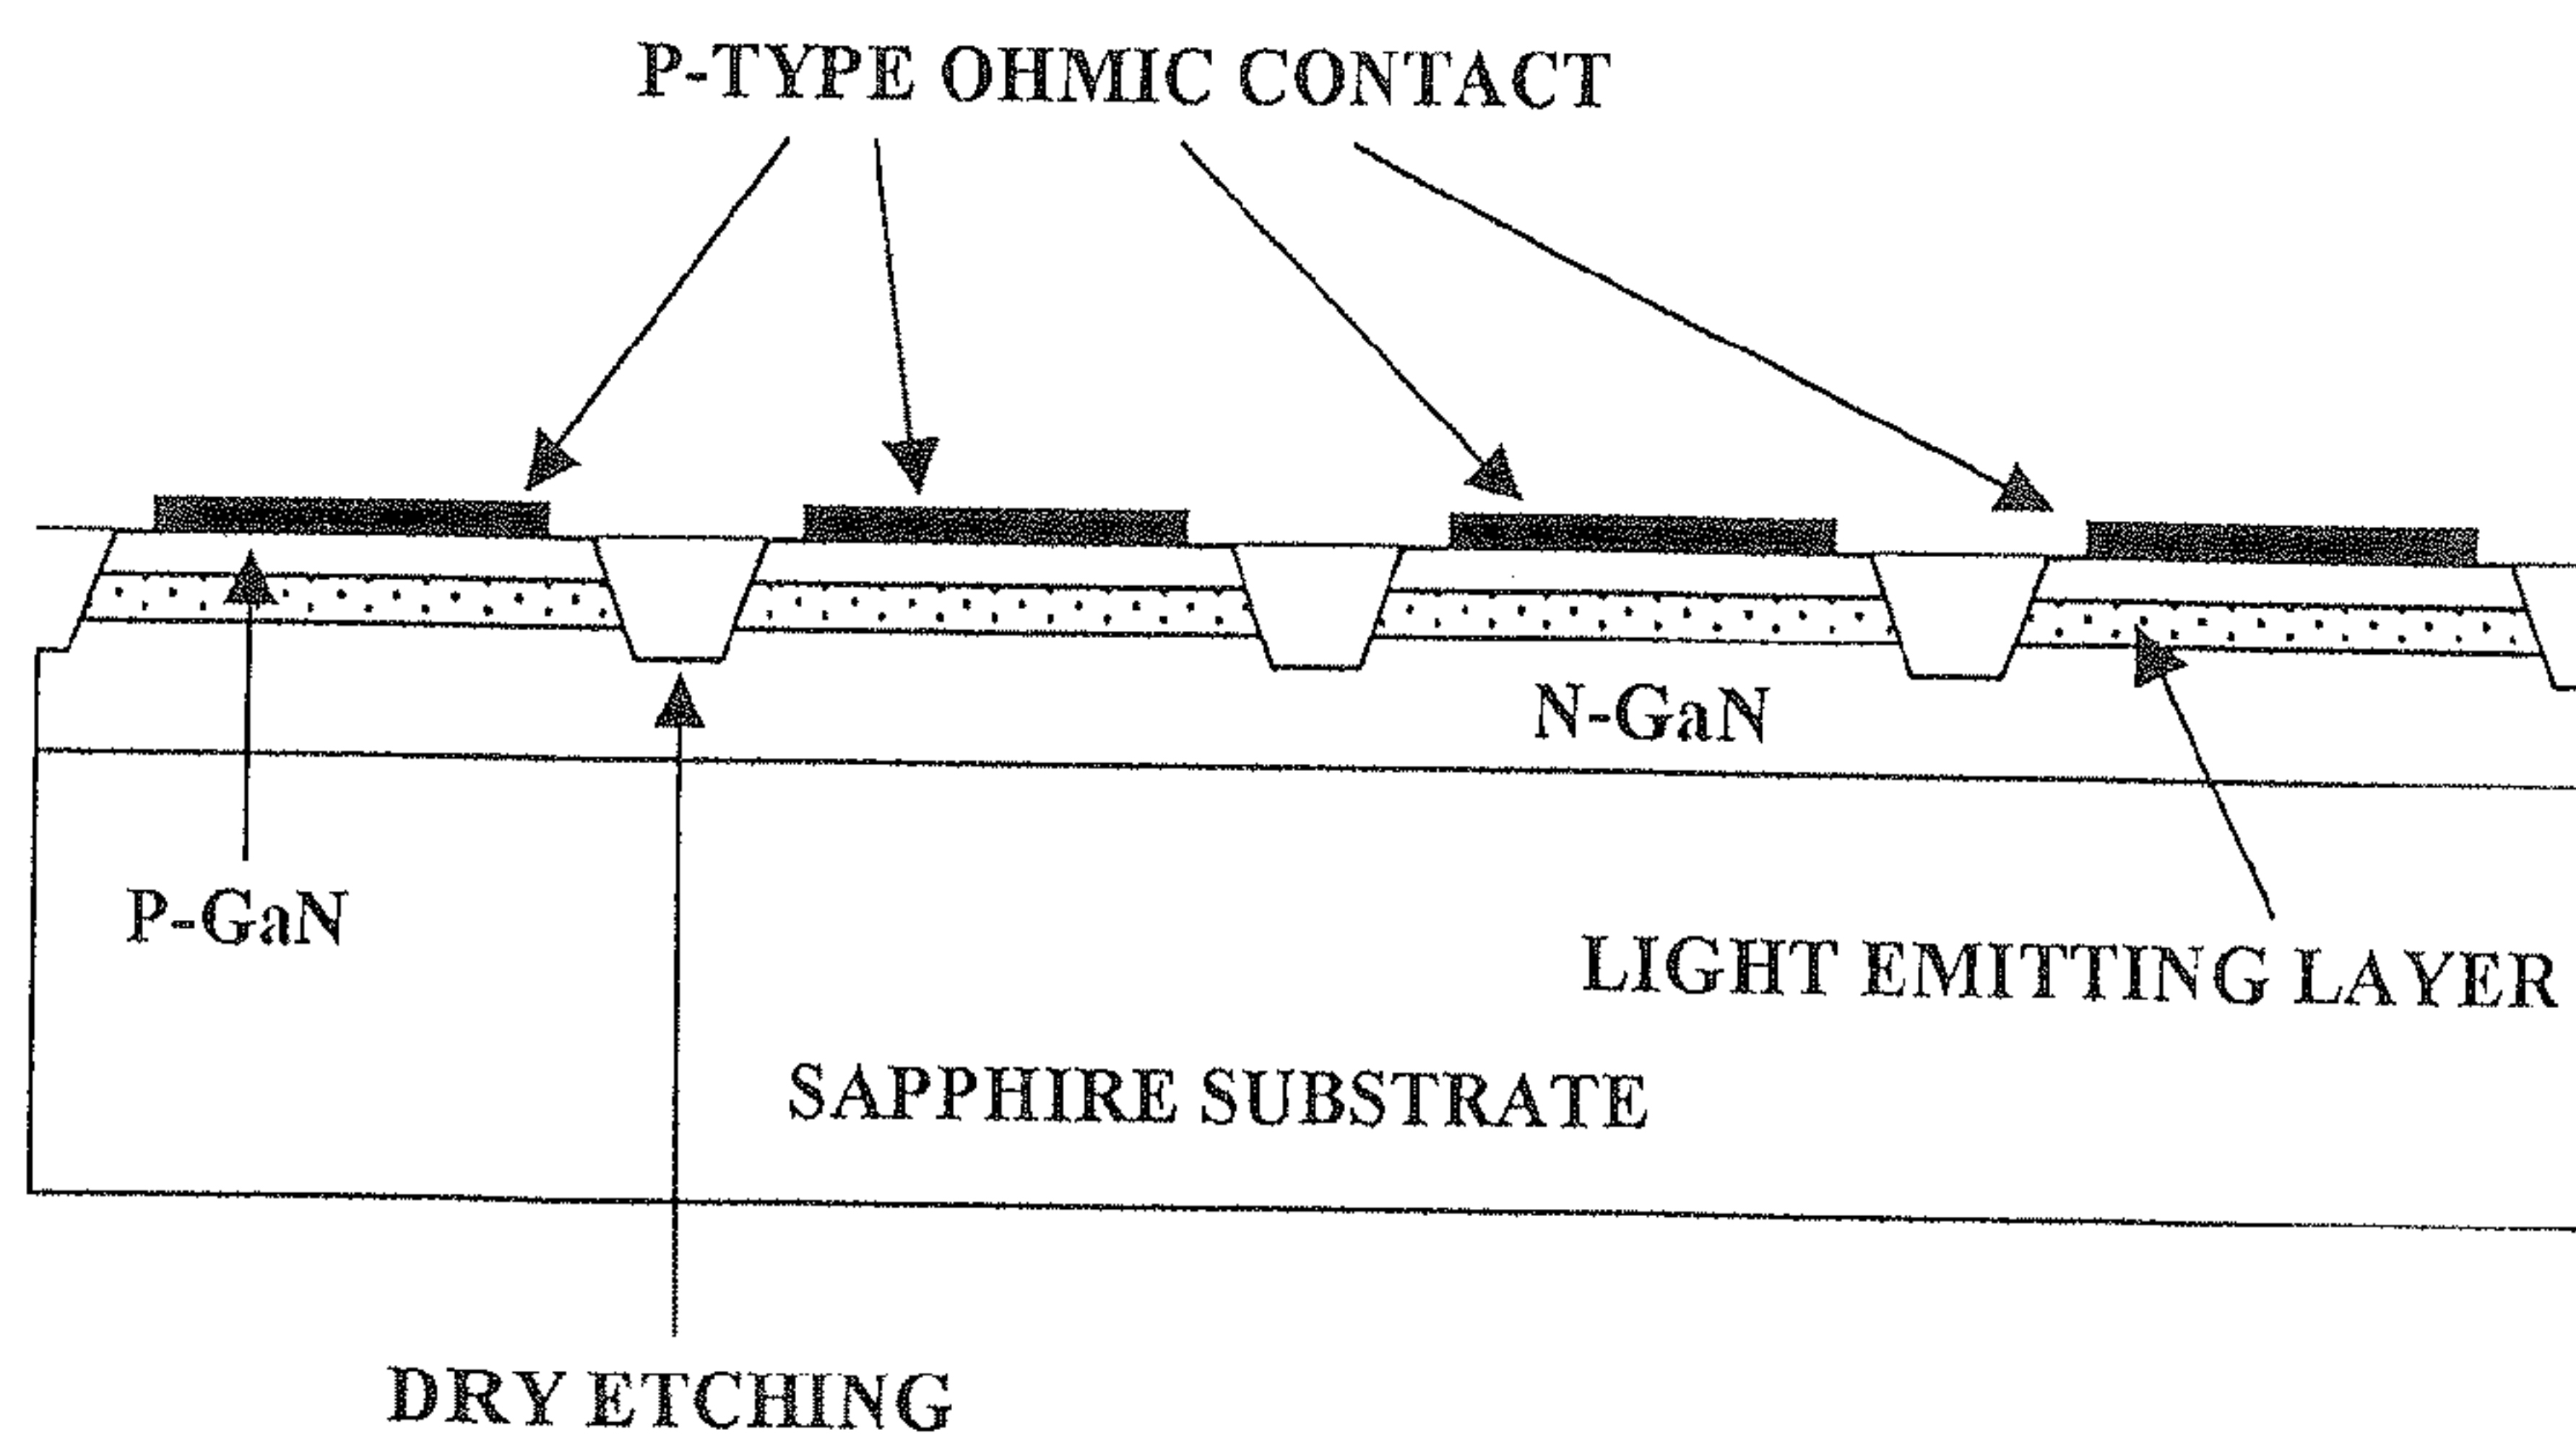 P-TYPE OHMIC CONTACT
N-GaN
P-GaN
LIGHT EMITTING LAYER
SAPPHIRE SUBSTRATE
DRY ETCHING